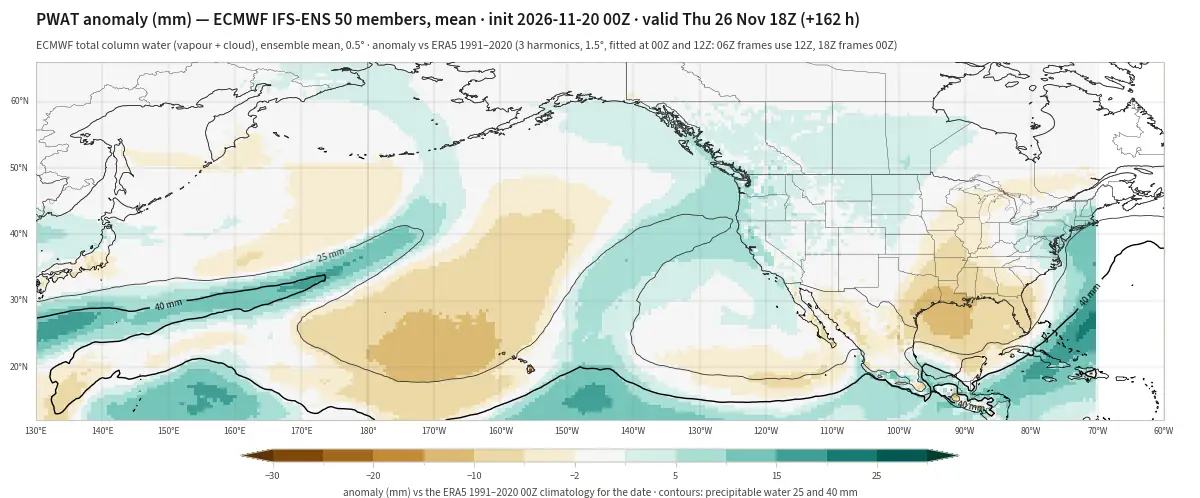 PWAT anomaly (mm) — ECMWF IFS-ENS 50 members, mean · init 2026-11-20 00Z · valid Thu 26 Nov 18Z (+162 h)
ECMWF total column water (vapour + cloud), ensemble mean, 0.5° · anomaly vs ERA5 1991–2020 (3 harmonics, 1.5°, fitted at 00Z and 12Z: 06Z frames use 12Z, 18Z frames 00Z)
60°N
50°N
40°N
30°N
20°N
25 mm
40 mm
40 mm
40 mm
130°E 140°E 150°E 160°E 170°E 180° 170°W 160°W 150°W 140°W 130°W 120°W 110°W 100°W 90°W 80°W 70°W 60°W
−30 −20 −10 −2 5 15 25
anomaly (mm) vs the ERA5 1991–2020 00Z climatology for the date · contours: precipitable water 25 and 40 mm